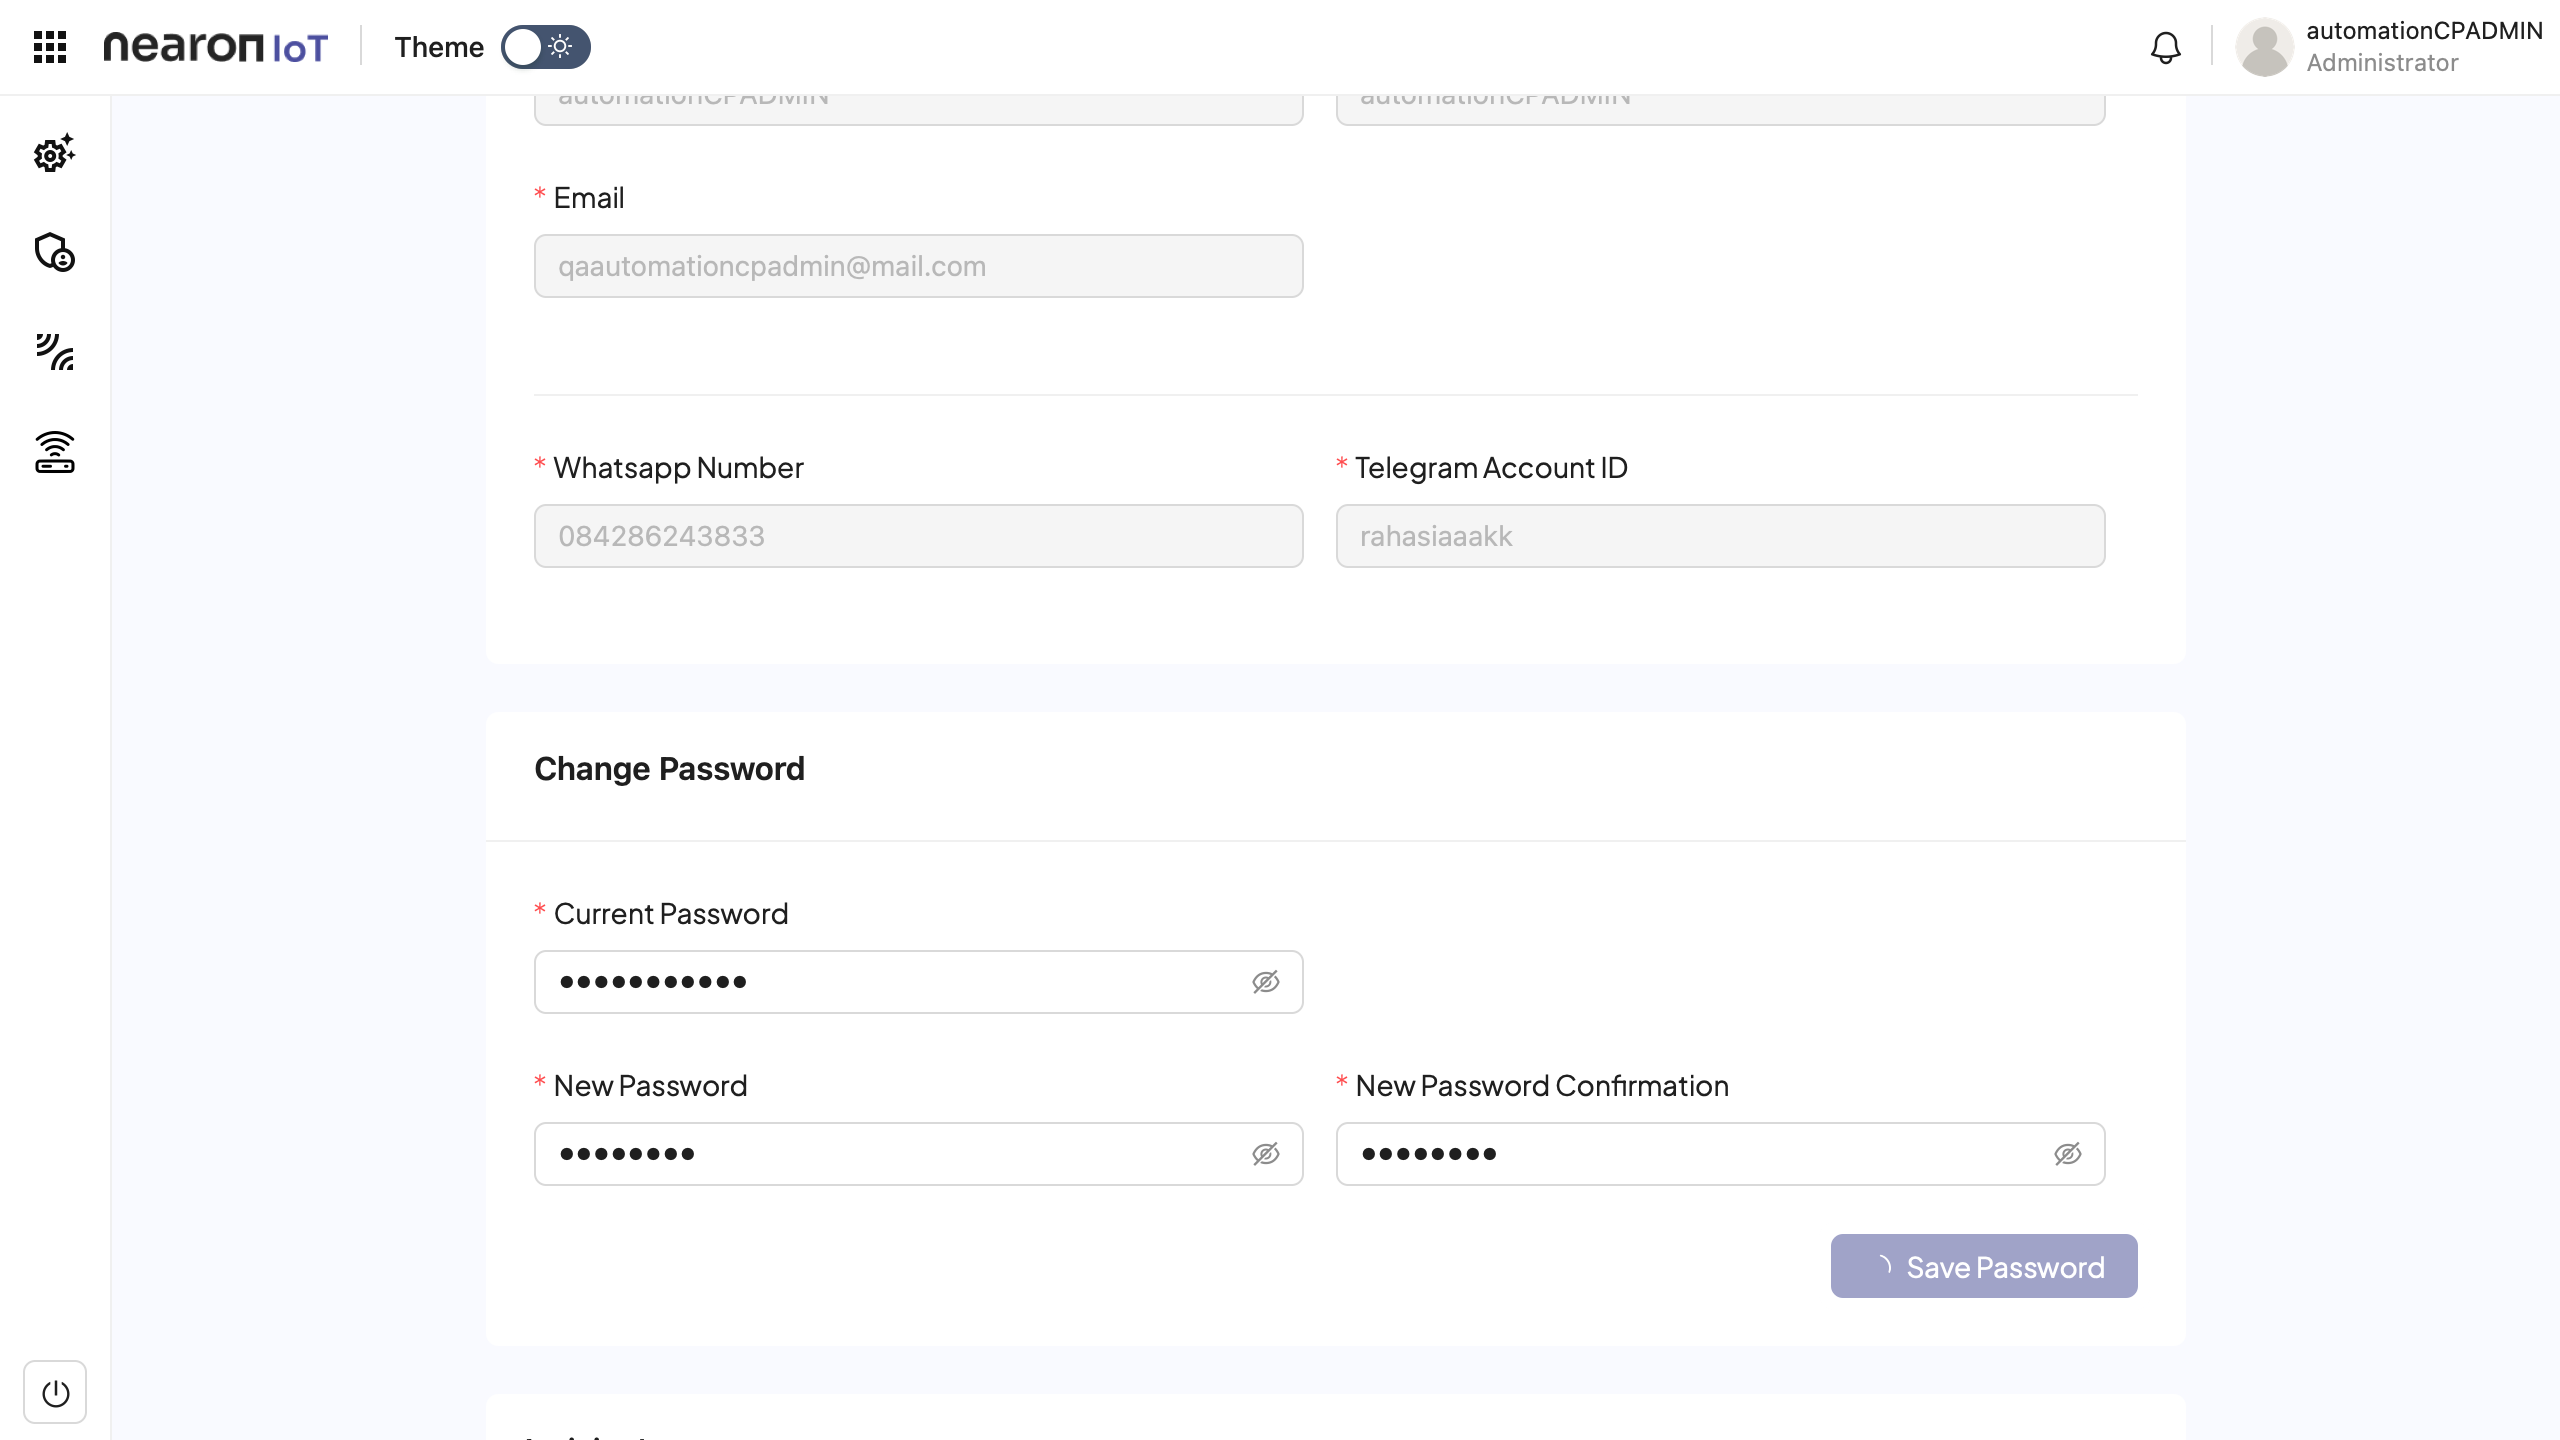 nearon IoT
Theme
automationCPADMIN
Administrator
automationCPADMIN
automationCPADMIN
* Email
qaautomationcpadmin@mail.com
* Whatsapp Number
* Telegram Account ID
084286243833
rahasiaaakk
Change Password
* Current Password
•••••••••••
* New Password
* New Password Confirmation
••••••••
••••••••
Save Password